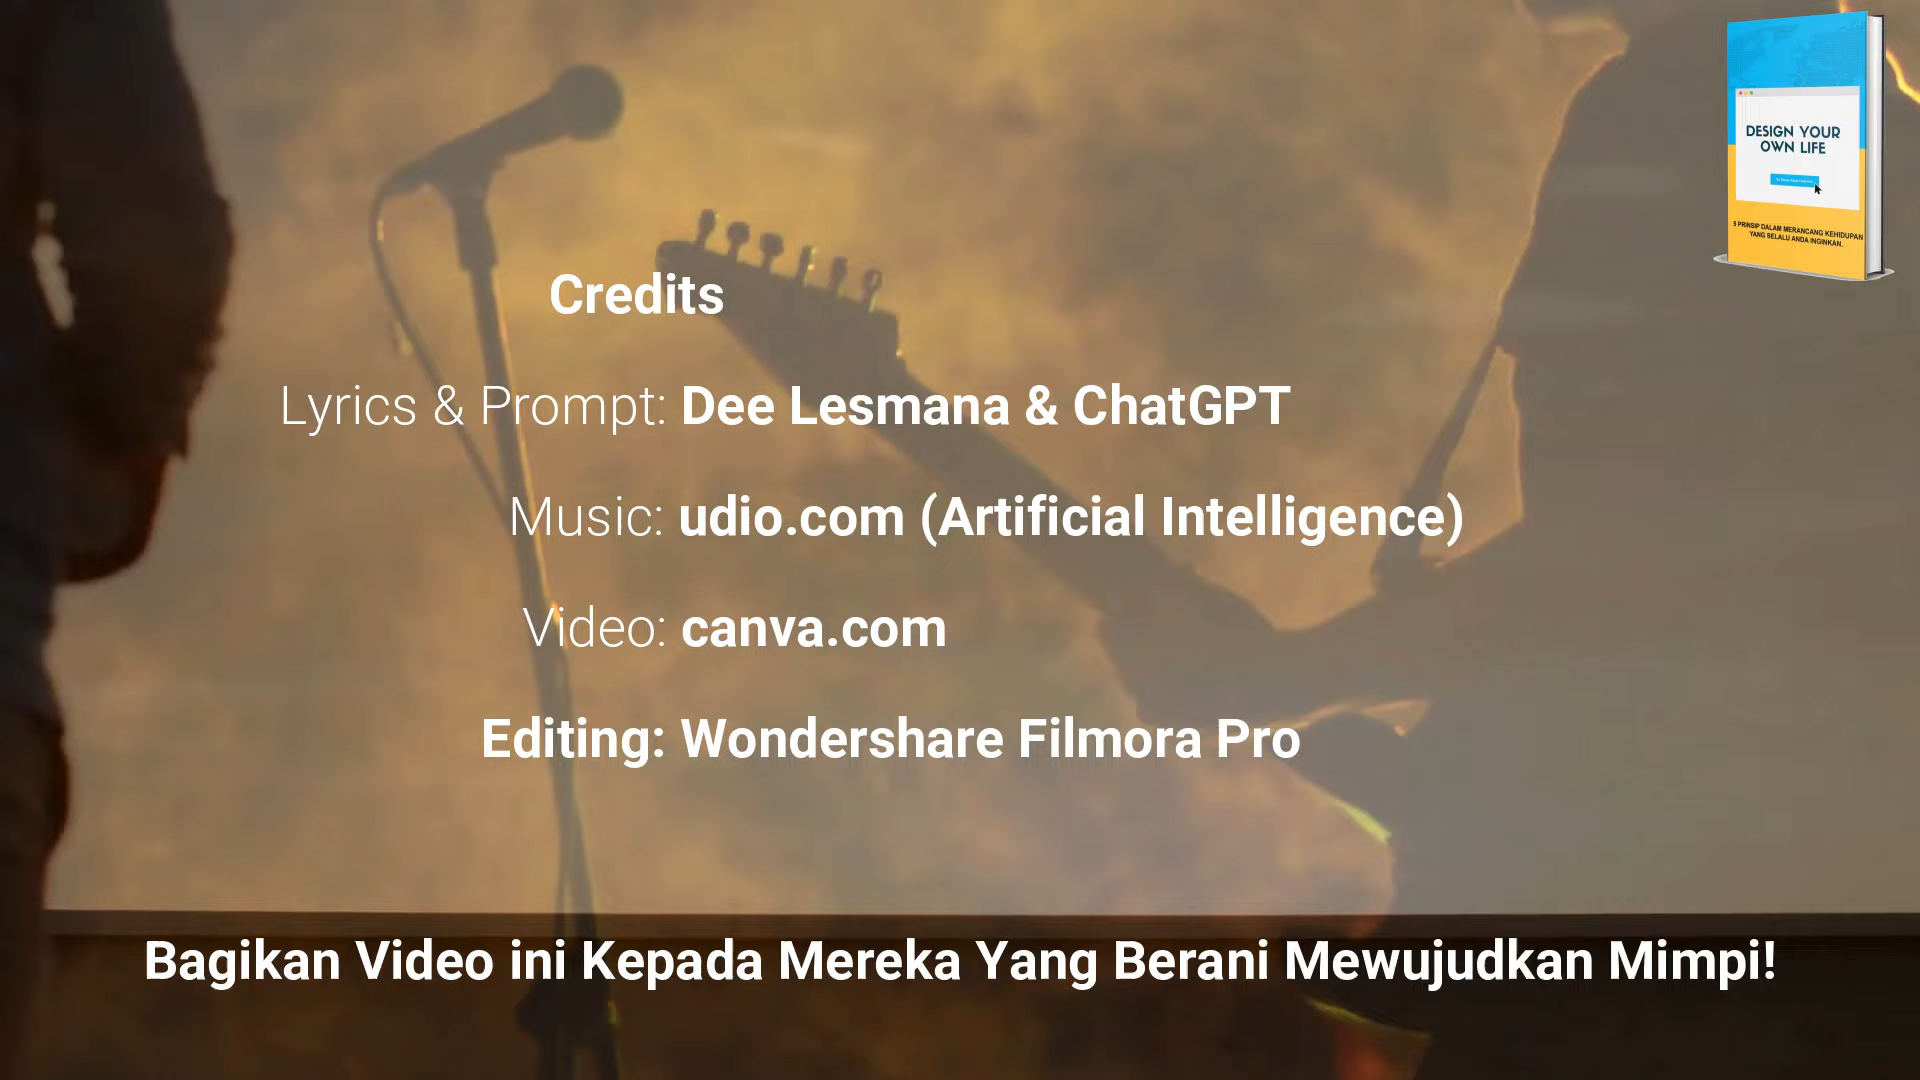 DESIGN YOUR
OWN LIFE
5 PRINSIP DALAM MERANCANG KEHIDUPAN
YANG SELALU ANDA INGINKAN.
Credits
Lyrics & Prompt: Dee Lesmana & ChatGPT
Music: udio.com (Artificial Intelligence)
Video: canva.com
Editing: Wondershare Filmora Pro
Bagikan Video ini Kepada Mereka Yang Berani Mewujudkan Mimpi!